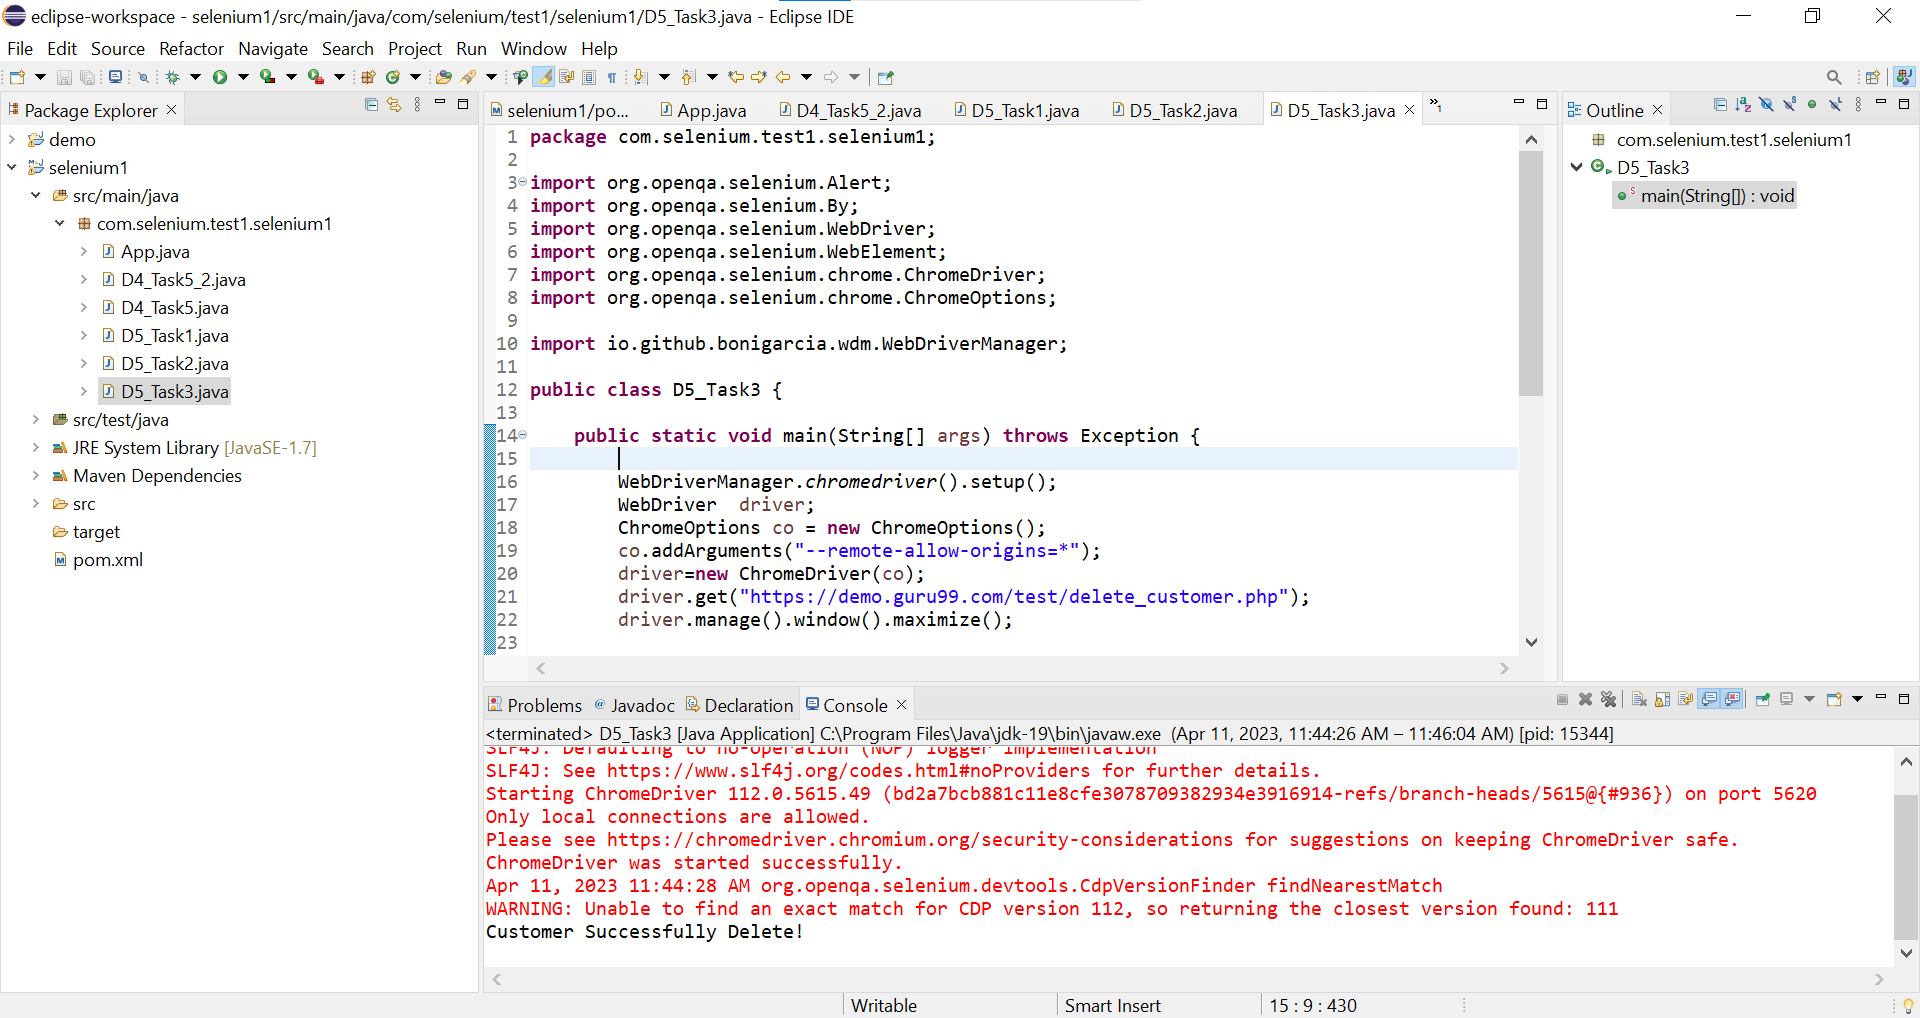 eclipse-workspace - selenium1/src/main/java/com/selenium/test1/selenium1/D5_Task3.java - Eclipse IDE
File Edit Source Refactor Navigate Search Project Run Window Help
Package Explorer
demo
selenium1
src/main/java
com.selenium.test1.selenium1
App.java
D4_Task5_2.java
D4_Task5.java
D5_Task1.java
D5_Task2.java
D5_Task3.java
src/test/java
JRE System Library [JavaSE-1.7]
Maven Dependencies
src
target
pom.xml
selenium1/po... App.java D4_Task5_2.java D5_Task1.java D5_Task2.java D5_Task3.java »1
1 package com.selenium.test1.selenium1;
2
3 import org.openqa.selenium.Alert;
4 import org.openqa.selenium.By;
5 import org.openqa.selenium.WebDriver;
6 import org.openqa.selenium.WebElement;
7 import org.openqa.selenium.chrome.ChromeDriver;
8 import org.openqa.selenium.chrome.ChromeOptions;
9
10 import io.github.bonigarcia.wdm.WebDriverManager;
11
12 public class D5_Task3 {
13
14 public static void main(String[] args) throws Exception {
15
16 WebDriverManager.chromedriver().setup();
17 WebDriver driver;
18 ChromeOptions co = new ChromeOptions();
19 co.addArguments("--remote-allow-origins=*");
20 driver=new ChromeDriver(co);
21 driver.get("https://demo.guru99.com/test/delete_customer.php");
22 driver.manage().window().maximize();
23
Outline
com.selenium.test1.selenium1
D5_Task3
main(String[]) : void
Problems Javadoc Declaration Console
<terminated> D5_Task3 [Java Application] C:\Program Files\Java\jdk-19\bin\javaw.exe (Apr 11, 2023, 11:44:26 AM – 11:46:04 AM) [pid: 15344]
SLF4J: Defaulting to no-operation (NOP) logger implementation
SLF4J: See https://www.slf4j.org/codes.html#noProviders for further details.
Starting ChromeDriver 112.0.5615.49 (bd2a7bcb881c11e8cfe3078709382934e3916914-refs/branch-heads/5615@{#936}) on port 5620
Only local connections are allowed.
Please see https://chromedriver.chromium.org/security-considerations for suggestions on keeping ChromeDriver safe.
ChromeDriver was started successfully.
Apr 11, 2023 11:44:28 AM org.openqa.selenium.devtools.CdpVersionFinder findNearestMatch
WARNING: Unable to find an exact match for CDP version 112, so returning the closest version found: 111
Customer Successfully Delete!
Writable Smart Insert 15 : 9 : 430